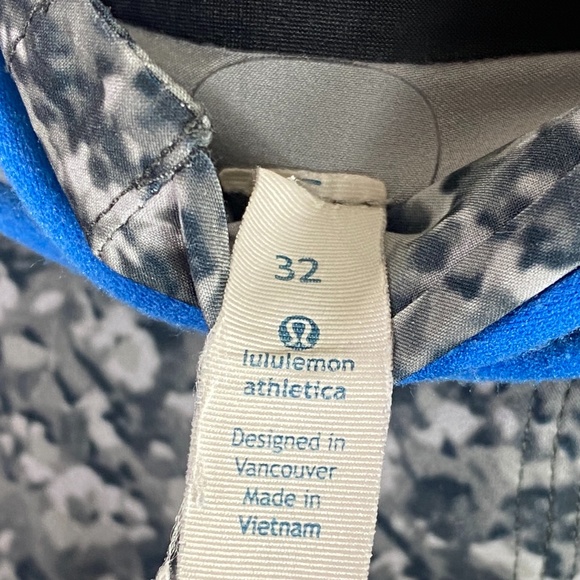 32
lululemon
athletica
Designed in
Vancouver
Made in
Vietnam